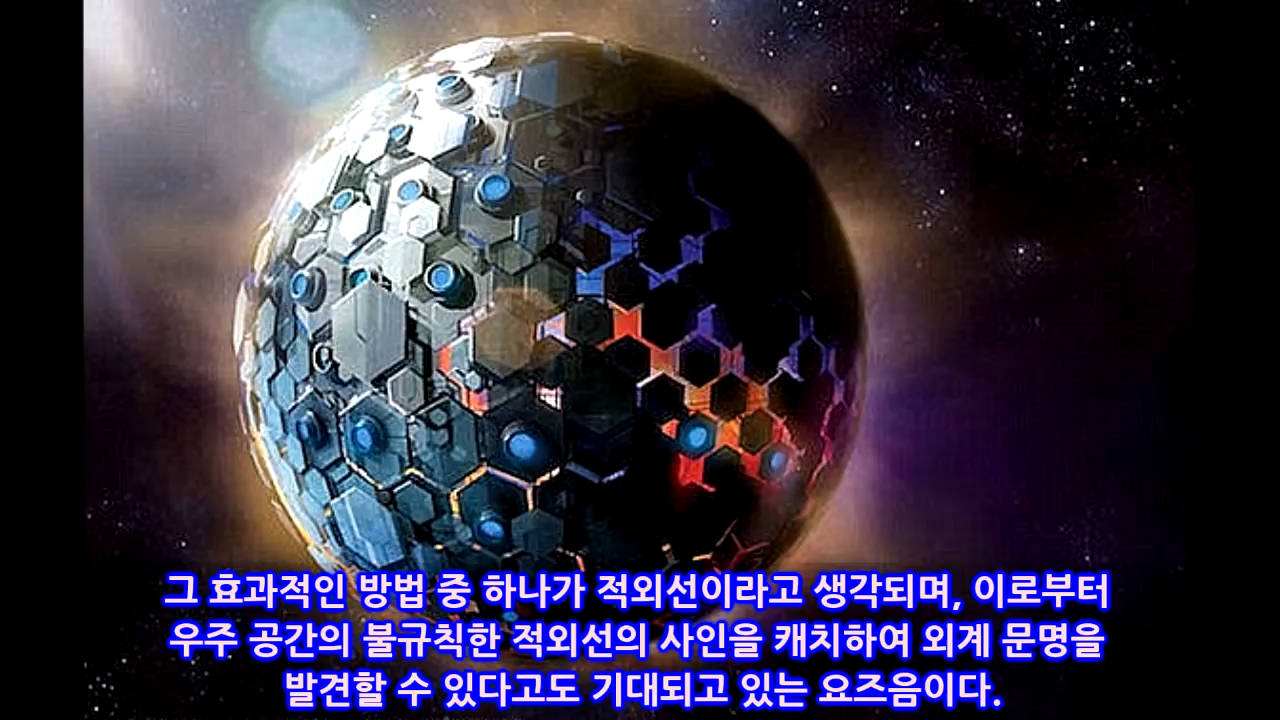 그 효과적인 방법 중 하나가 적외선이라고 생각되며, 이로부터
우주 공간의 불규칙한 적외선의 사인을 캐치하여 외계 문명을
발견할 수 있다고도 기대되고 있는 요즈음이다.